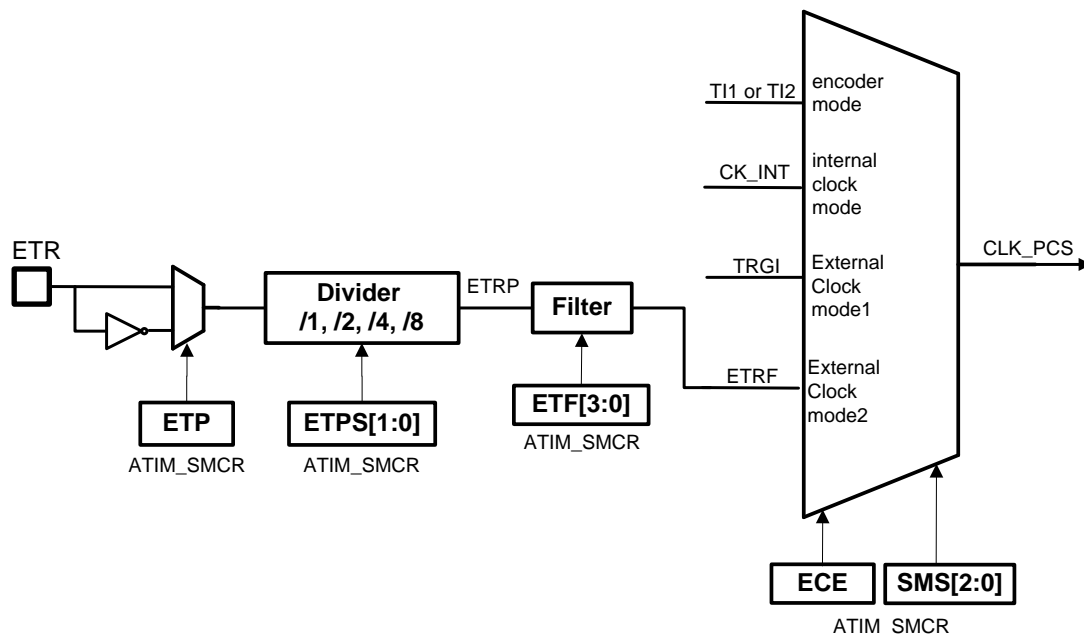 TI1 or TI2
encoder
mode
CK_INT
internal
clock
mode
TRGI
External
Clock
mode1
ETRF
External
Clock
mode2
CLK_PCS
ETR
Divider
/1, /2, /4, /8
ETRP
Filter
ETP
ATIM_SMCR
ETPS[1:0]
ATIM_SMCR
ETF[3:0]
ATIM_SMCR
ECE
SMS[2:0]
ATIM_SMCR